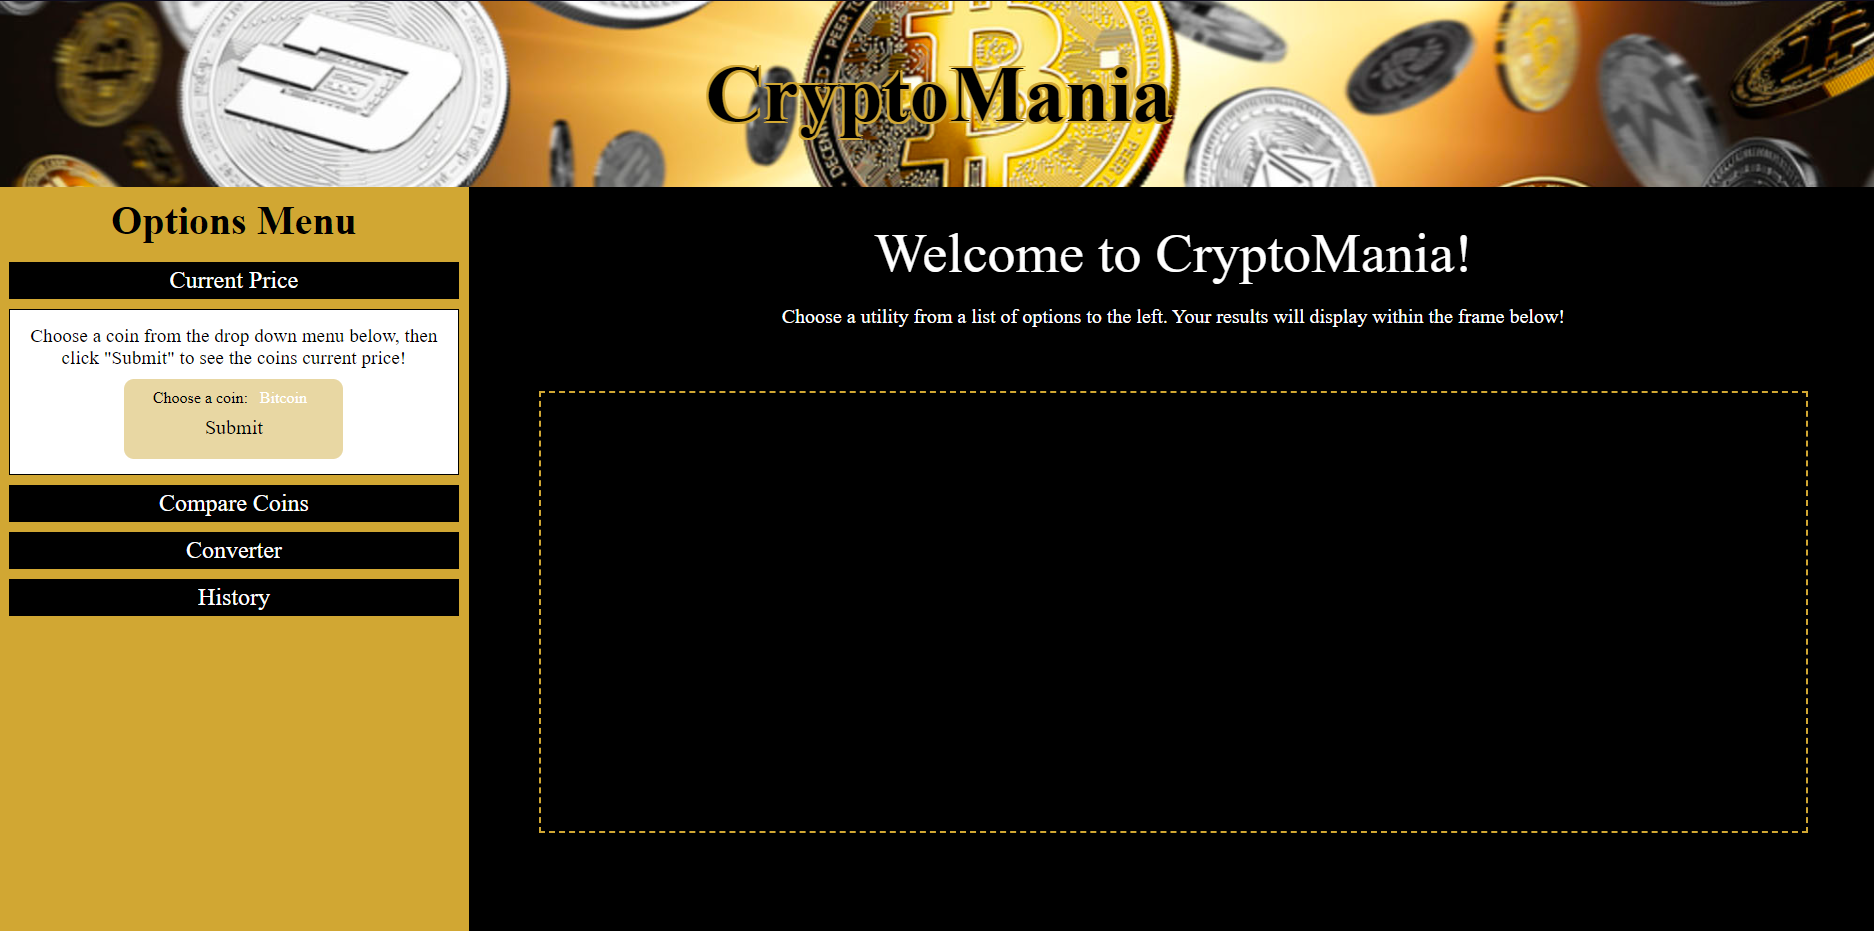 CryptoMania
Options Menu
Current Price
Choose a coin from the drop down menu below, then
click "Submit" to see the coins current price!
Choose a coin: Bitcoin
Submit
Compare Coins
Converter
History
Welcome to CryptoMania!
Choose a utility from a list of options to the left. Your results will display within the frame below!